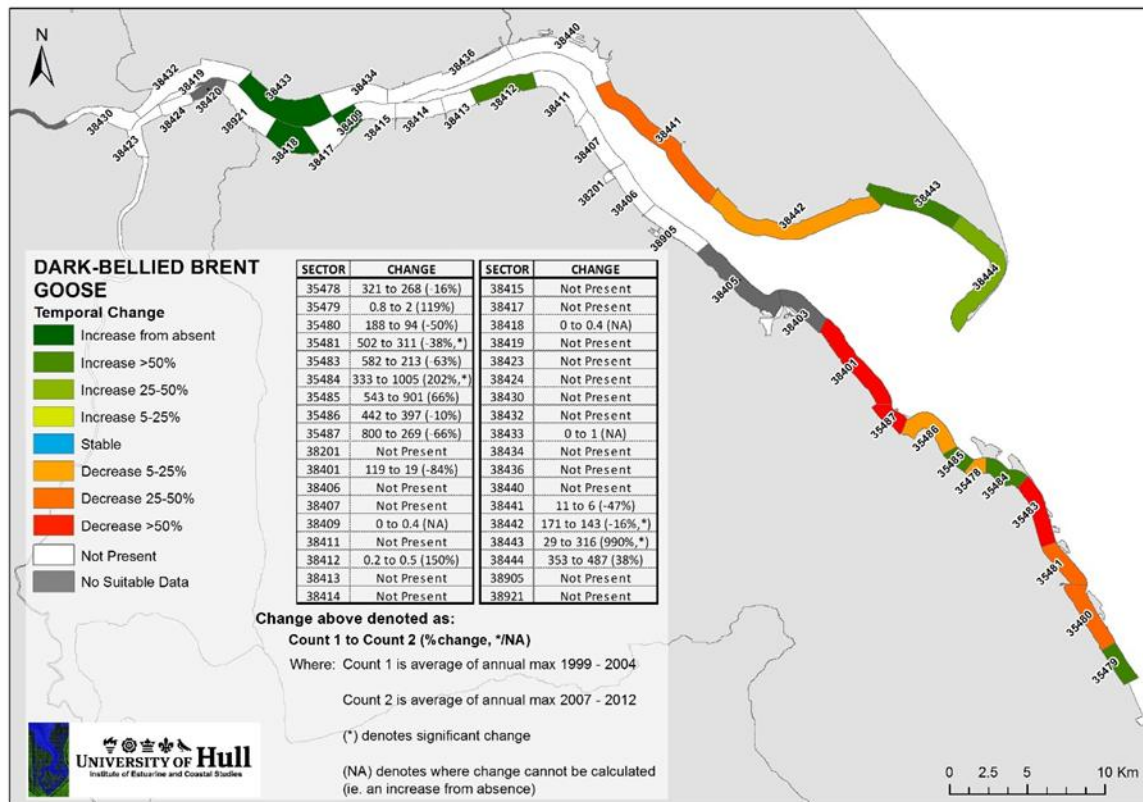 N
38440
38436
38432
38419
38420
38433
38434
38430
38424
38921
38412
38409
38413
38411
38414
38415
38423
38418
38417
38441
38407
38201
38406
38442
38443
38905
38444
38405
38403
38401
35487
35486
35485
35478
35484
35483
35481
35480
35479
DARK-BELLIED BRENT
GOOSE
Temporal Change
Increase from absent
Increase >50%
Increase 25-50%
Increase 5-25%
Stable
Decrease 5-25%
Decrease 25-50%
Decrease >50%
Not Present
No Suitable Data
SECTOR CHANGE SECTOR CHANGE
35478 321 to 268 (-16%) 38415 Not Present
35479 0.8 to 2 (119%) 38417 Not Present
35480 188 to 94 (-50%) 38418 0 to 0.4 (NA)
35481 502 to 311 (-38%,*) 38419 Not Present
35483 582 to 213 (-63%) 38423 Not Present
35484 333 to 1005 (202%,*) 38424 Not Present
35485 543 to 901 (66%) 38430 Not Present
35486 442 to 397 (-10%) 38432 Not Present
35487 800 to 269 (-66%) 38433 0 to 1 (NA)
38201 Not Present 38434 Not Present
38401 119 to 19 (-84%) 38436 Not Present
38406 Not Present 38440 Not Present
38407 Not Present 38441 11 to 6 (-47%)
38409 0 to 0.4 (NA) 38442 171 to 143 (-16%,*)
38411 Not Present 38443 29 to 316 (990%,*)
38412 0.2 to 0.5 (150%) 38444 353 to 487 (38%)
38413 Not Present 38905 Not Present
38414 Not Present 38921 Not Present
Change above denoted as:
Count 1 to Count 2 (%change, */NA)
Where: Count 1 is average of annual max 1999 - 2004
Count 2 is average of annual max 2007 - 2012
(*) denotes significant change
(NA) denotes where change cannot be calculated
(ie. an increase from absence)
UNIVERSITY OF Hull
Institute of Estuarine and Coastal Studies
0 2.5 5 10 Km